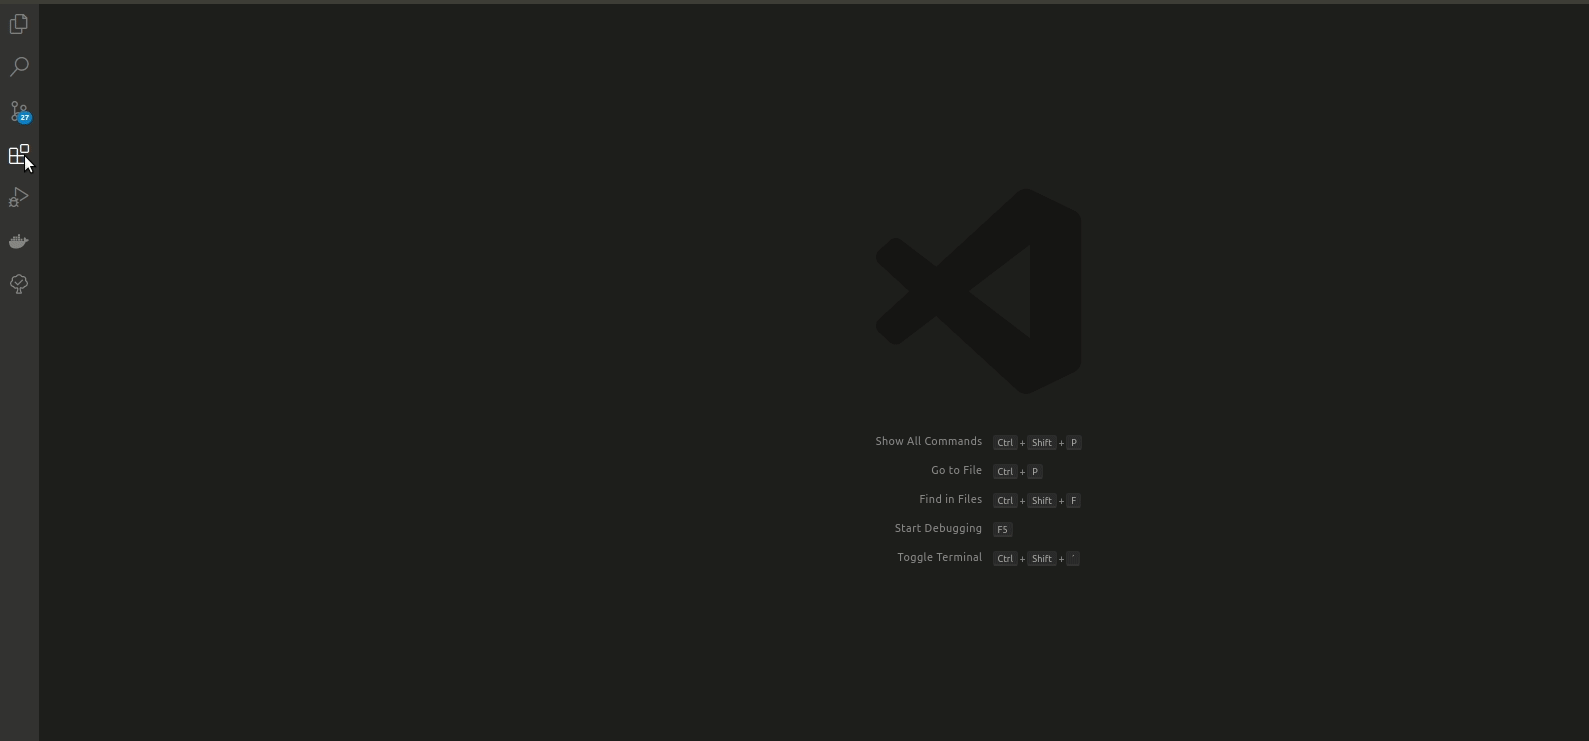 27
Show All Commands Ctrl + Shift + P
Go to File Ctrl + P
Find in Files Ctrl + Shift + F
Start Debugging F5
Toggle Terminal Ctrl + Shift + '